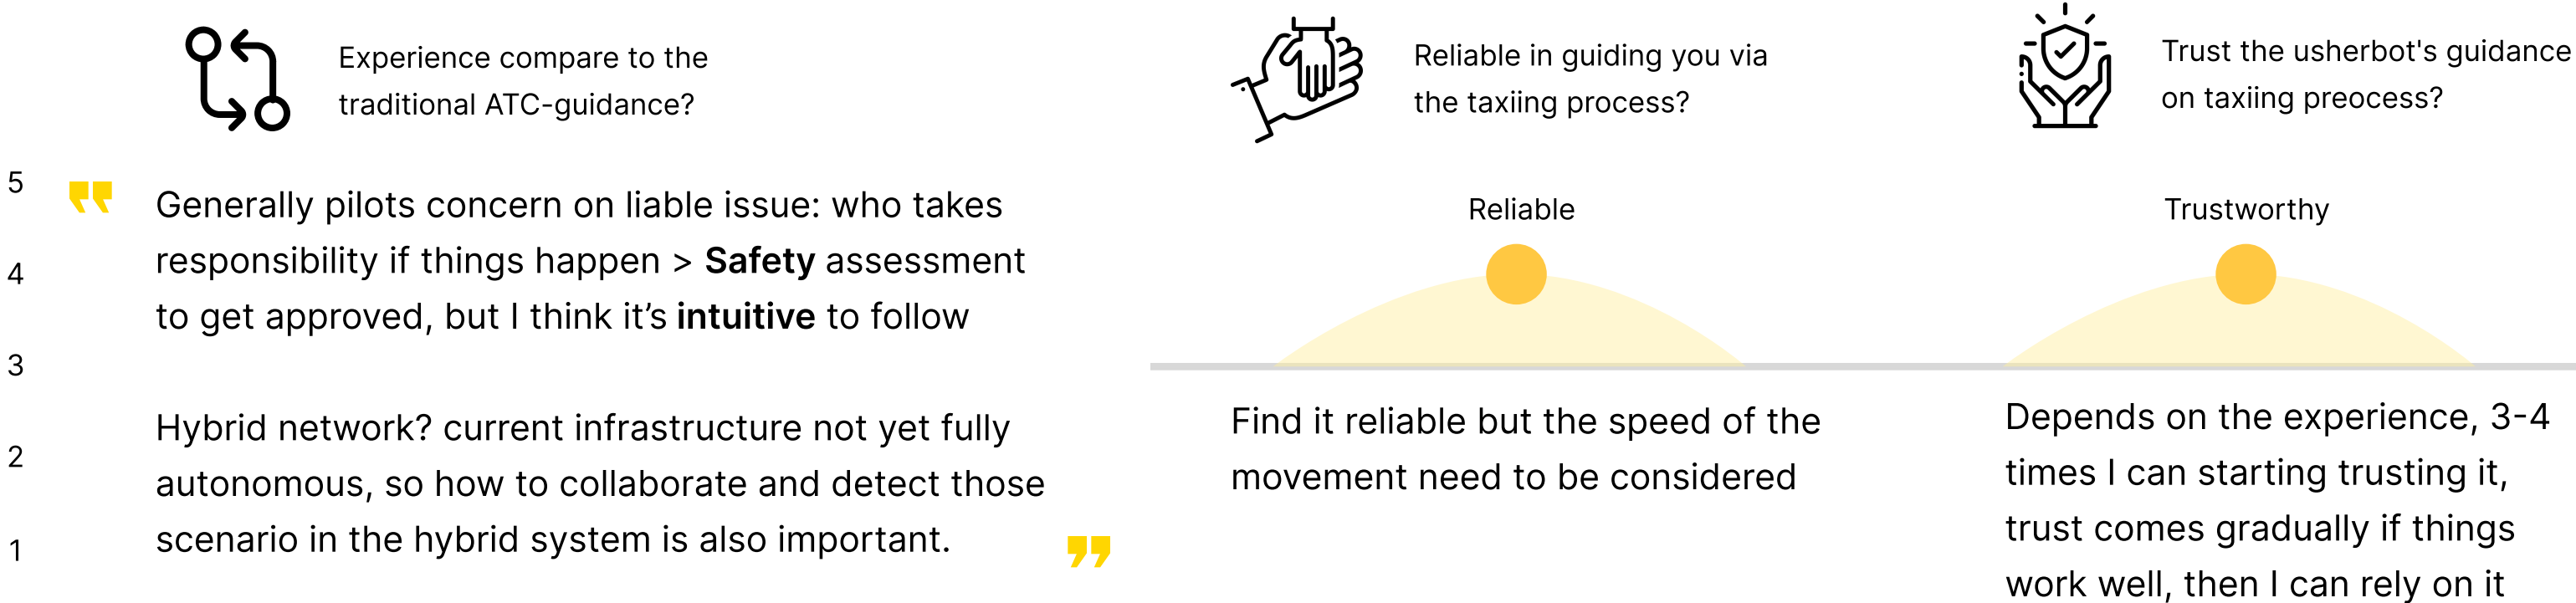 Experience compare to the
traditional ATC-guidance?
Reliable in guiding you via
the taxiing process?
Trust the usherbot's guidance
on taxiing preocess?
5
4
3
2
1
Generally pilots concern on liable issue: who takes
responsibility if things happen > Safety assessment
to get approved, but I think it’s intuitive to follow
Hybrid network? current infrastructure not yet fully
autonomous, so how to collaborate and detect those
scenario in the hybrid system is also important.
Reliable
Find it reliable but the speed of the
movement need to be considered
Trustworthy
Depends on the experience, 3-4
times I can starting trusting it,
trust comes gradually if things
work well, then I can rely on it